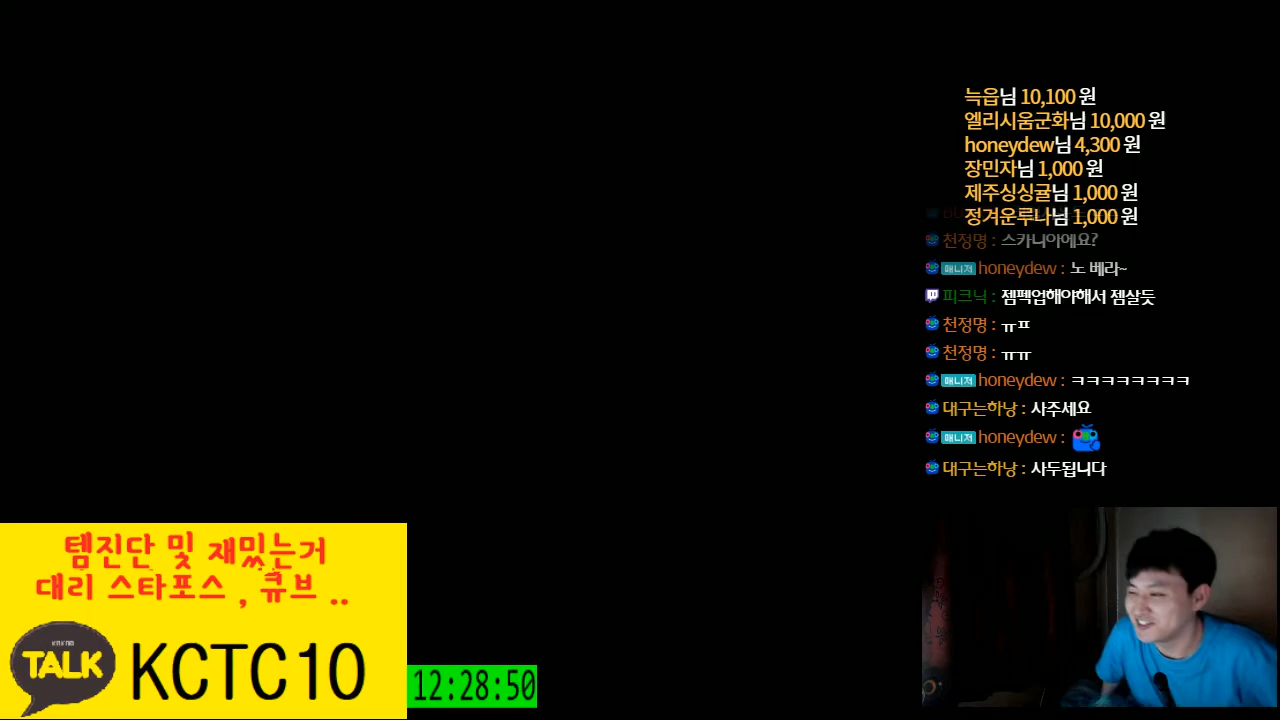 늑읍님 10,100 원
엘리시움군화님 10,000 원
honeydew님 4,300 원
장민자님 1,000 원
제주싱싱귤님 1,000 원
정겨운루나님 1,000 원
천정명 : 스카니아에요?
매니저 honeydew : 노 베라~
피크닉 : 젬펙업해야해서 젬살듯
천정명 : ㅠㅍ
천정명 : ㅠㅠ
매니저 honeydew : ㅋㅋㅋㅋㅋㅋㅋㅋ
대구는하낭 : 사주세요
매니저 honeydew :
대구는하낭 : 사두됩니다
템진단 및 재밌는거
대리 스타포스 , 큐브 ..
TALK
KCTC10
12:28:50